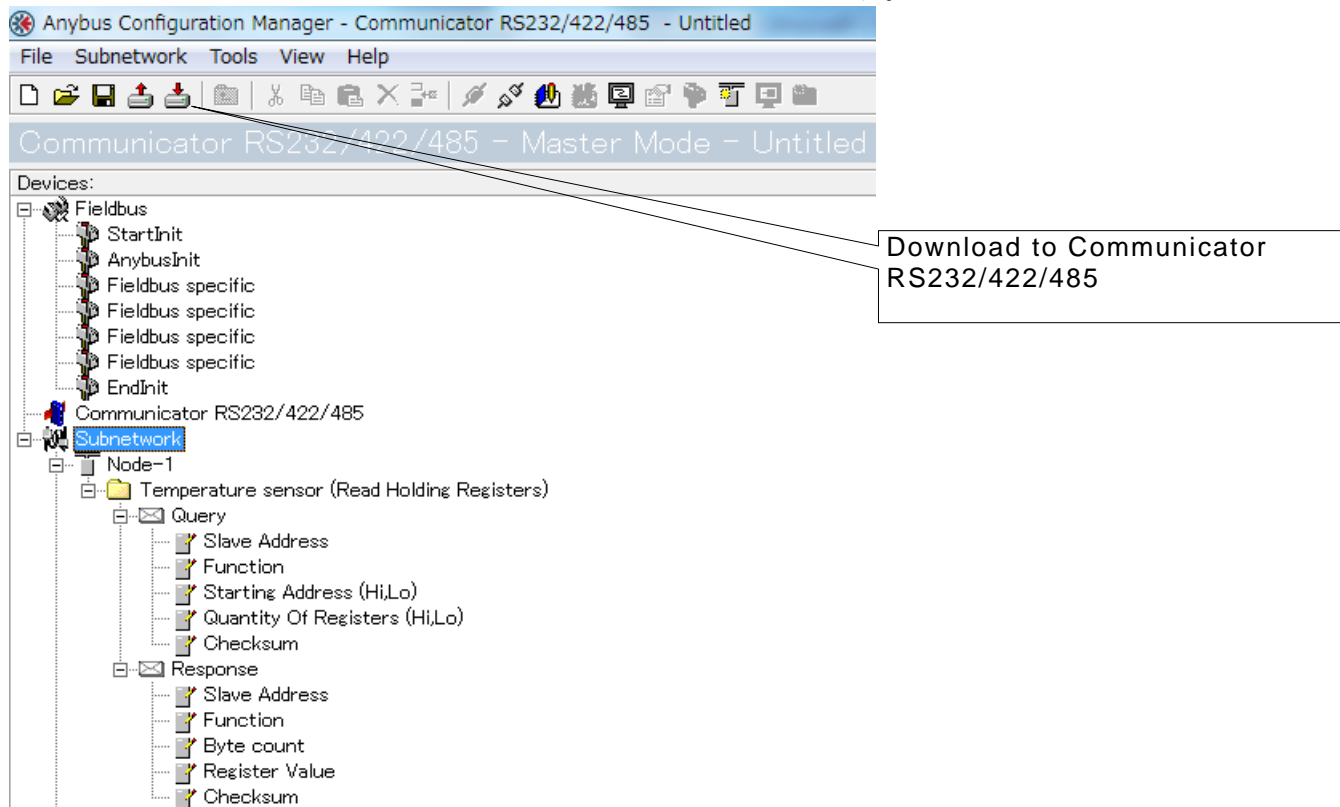 Anybus Configuration Manager - Communicator RS232/422/485 - Untitled
File Subnetwork Tools View Help
Communicator RS232/422/485 - Master Mode - Untitled
Devices:
Fieldbus
StartInit
AnybusInit
Fieldbus specific
Fieldbus specific
Fieldbus specific
Fieldbus specific
EndInit
Communicator RS232/422/485
Subnetwork
Node-1
Temperature sensor (Read Holding Registers)
Query
Slave Address
Function
Starting Address (Hi,Lo)
Quantity Of Registers (Hi,Lo)
Checksum
Response
Slave Address
Function
Byte count
Register Value
Checksum
Download to Communicator
RS232/422/485